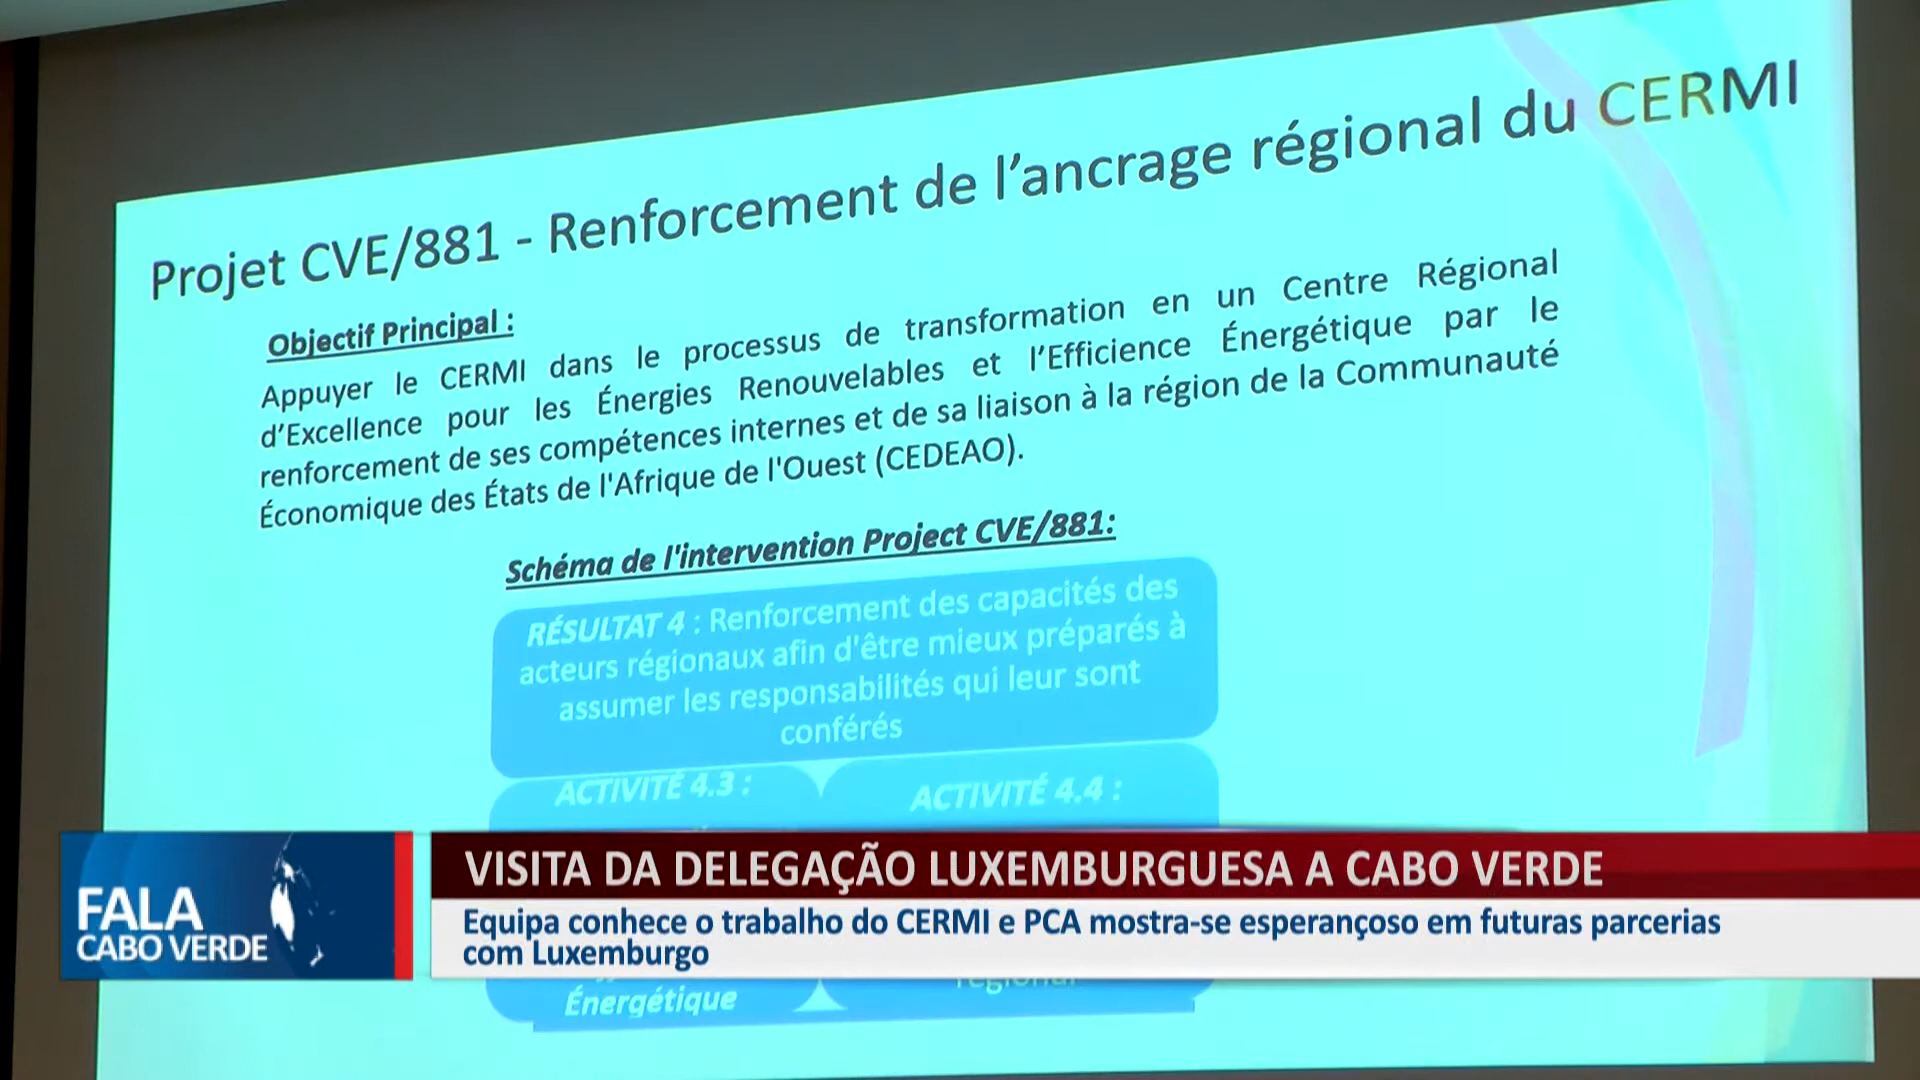 Projet CVE/881 - Renforcement de l’ancrage régional du CERMI
Objectif Principal :
Appuyer le CERMI dans le processus de transformation en un Centre Régional
d’Excellence pour les Énergies Renouvelables et l’Efficience Énergétique par le
renforcement de ses compétences internes et de sa liaison à la région de la Communauté
Économique des États de l'Afrique de l'Ouest (CEDEAO).
Schéma de l'intervention Project CVE/881:
RÉSULTAT 4 : Renforcement des capacités des
acteurs régionaux afin d'être mieux préparés à
assumer les responsabilités qui leur sont
conférés
ACTIVITÉ 4.3 :
ACTIVITÉ 4.4 :
FALA
CABO VERDE
VISITA DA DELEGAÇÃO LUXEMBURGUESA A CABO VERDE
Equipa conhece o trabalho do CERMI e PCA mostra-se esperançoso em futuras parcerias
com Luxemburgo
Énergétique